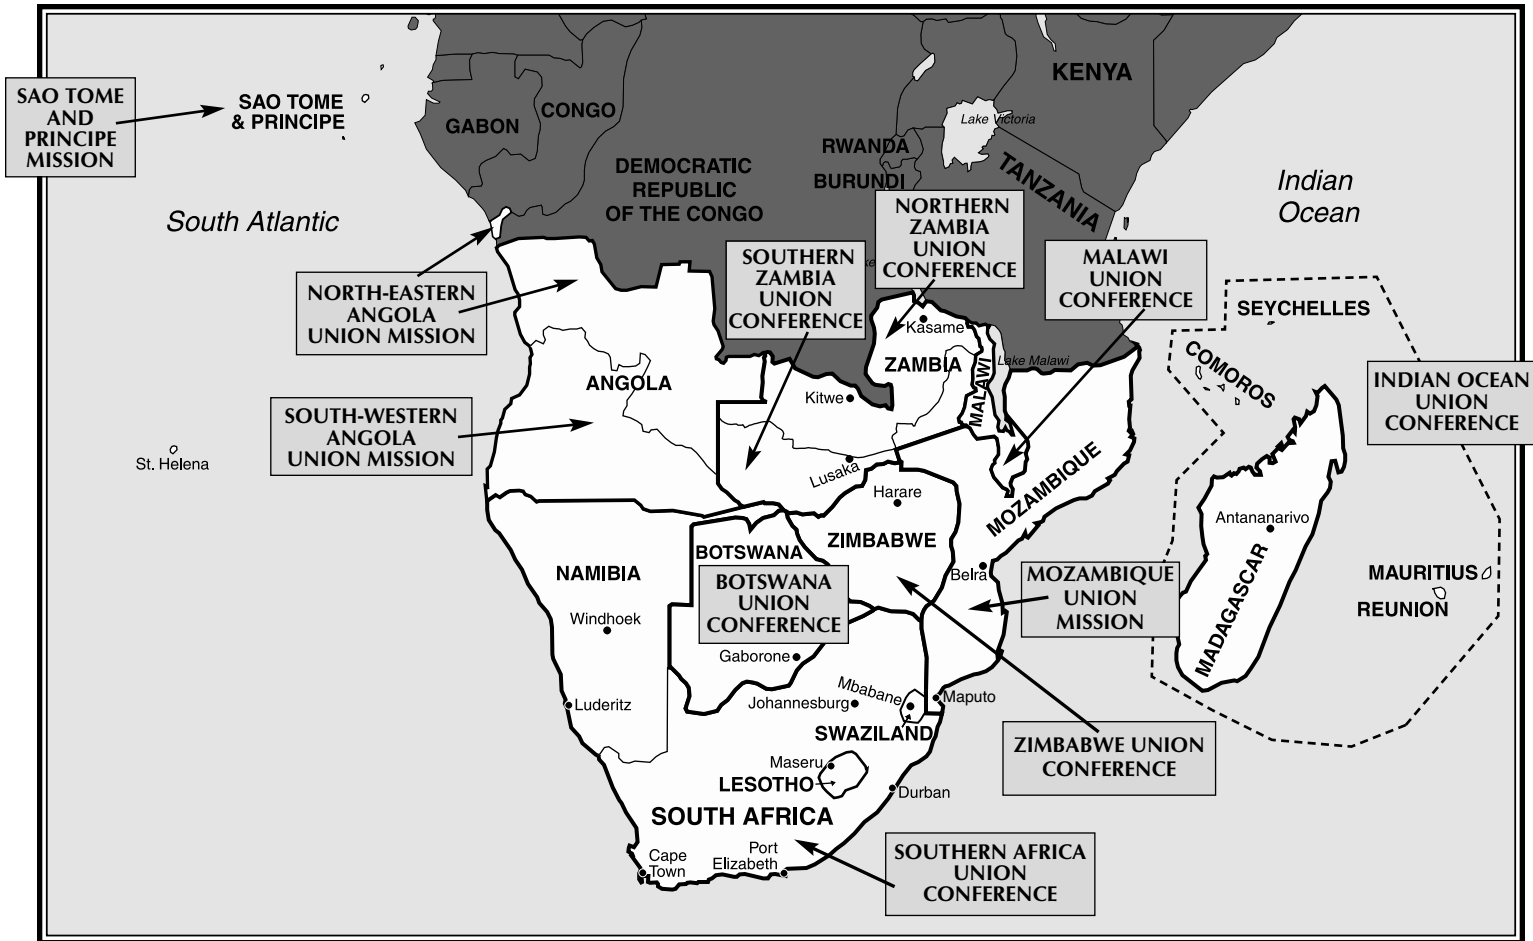 KENYA
SAO TOME
AND
PRINCIPE
MISSION
SAO TOME
& PRINCIPE
CONGO
GABON
Lake Victoria
RWANDA
BURUNDI
TANZANIA
DEMOCRATIC
REPUBLIC
OF THE CONGO
Indian
Ocean
South Atlantic
NORTHERN
ZAMBIA
UNION
CONFERENCE
SOUTHERN
ZAMBIA
UNION
CONFERENCE
MALAWI
UNION
CONFERENCE
NORTH-EASTERN
ANGOLA
UNION MISSION
SEYCHELLES
COMOROS
Kasame
ZAMBIA
MALAWI
Lake Malawi
INDIAN OCEAN
UNION
CONFERENCE
ANGOLA
Kitwe
SOUTH-WESTERN
ANGOLA
UNION MISSION
St. Helena
Lusaka
MOZAMBIQUE
Harare
ZIMBABWE
Antananarivo
BOTSWANA
BOTSWANA
UNION
CONFERENCE
NAMIBIA
Windhoek
Belra
MOZAMBIQUE
UNION
MISSION
MAURITIUS
REUNION
MADAGASCAR
Gaborone
Mbabane
Maputo
Luderitz
Johannesburg
SWAZILAND
ZIMBABWE UNION
CONFERENCE
Maseru
LESOTHO
Durban
SOUTH AFRICA
Cape
Town
Port
Elizabeth
SOUTHERN AFRICA
UNION
CONFERENCE